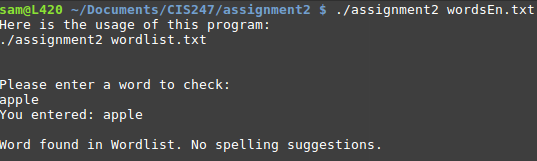 sam@L420 ~/Documents/CIS247/assignment2 $ ./assignment2 wordsEn.txt
Here is the usage of this program:
./assignment2 wordlist.txt
Please enter a word to check:
apple
You entered: apple
Word found in Wordlist. No spelling suggestions.